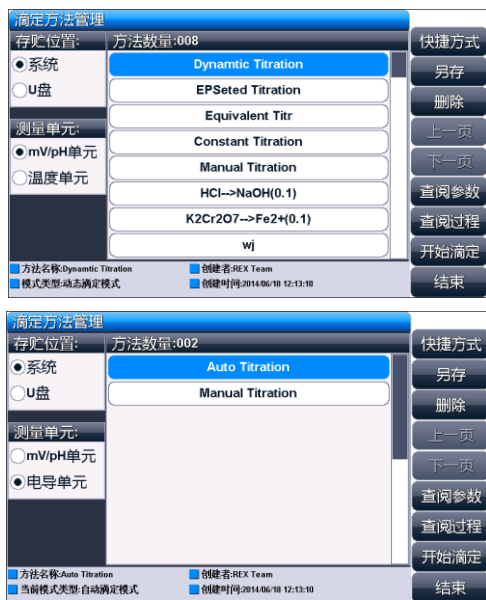 滴定方法管理
存贮位置: 方法数量:008
系统
U盘
测量单元:
mV/pH单元
温度单元
Dynamtic Titration
EPSeted Titration
Equivalent Titr
Constant Titration
Manual Titration
HCl-->NaOH(0.1)
K2Cr2O7-->Fe2+(0.1)
wj
快捷方式
另存
删除
上一页
下一页
查阅参数
查阅过程
开始滴定
结束
方法名称:Dynamtic Titration 创建者:REX Team
模式类型:动态滴定模式 创建时间:2014/06/18 12:13:10
滴定方法管理
存贮位置: 方法数量:002
系统
U盘
测量单元:
mV/pH单元
电导单元
Auto Titration
Manual Titration
快捷方式
另存
删除
上一页
下一页
查阅参数
查阅过程
开始滴定
结束
方法名称:Auto Titration 创建者:REX Team
当前模式类型:自动滴定模式 创建时间:2014/06/18 12:13:10